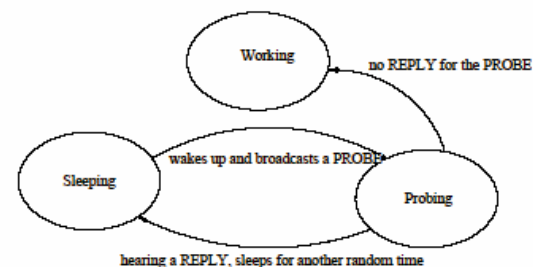 Working
no REPLY for the PROBE
wakes up and broadcasts a PROBE
Sleeping
Probing
hearing a REPLY, sleeps for another random time